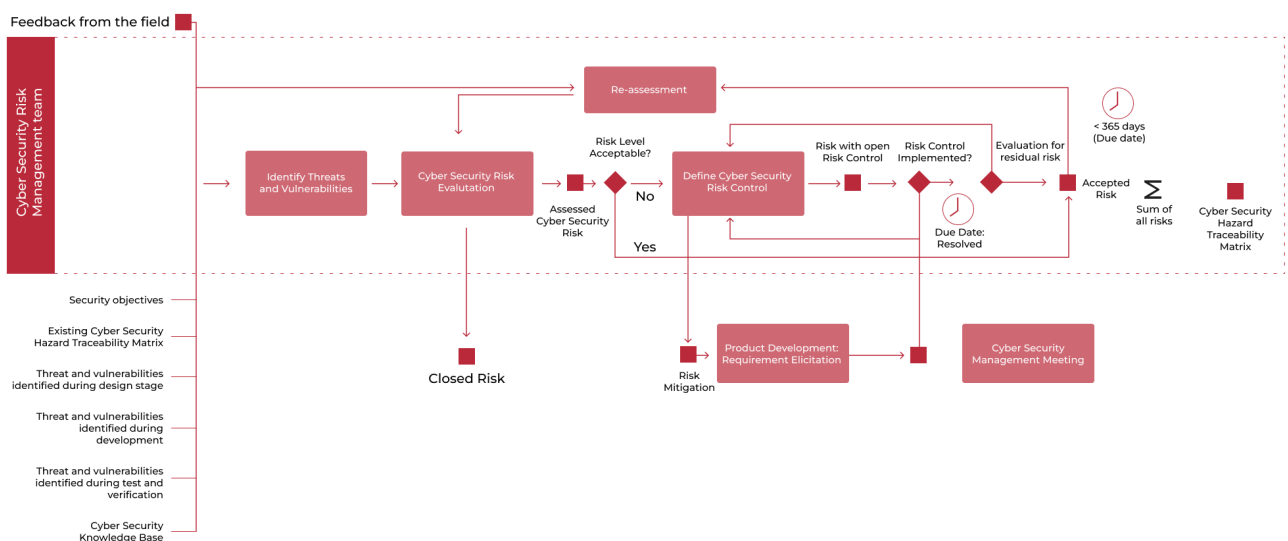 Feedback from the field
Cyber Security Risk
Management team
Re-assessment
< 365 days
(Due date)
Risk Level
Acceptable?
Risk with open
Risk Control
Risk Control
Implemented?
Evaluation for
residual risk
Identify Threats
and Vulnerabilities
Cyber Security Risk
Evalutation
No
Define Cyber Security
Risk Control
Assessed
Cyber Security
Risk
Yes
Due Date:
Resolved
Accepted
Risk
Σ
Sum of
all risks
Cyber Security
Hazard
Traceability
Matrix
Security objectives
Existing Cyber Security
Hazard Traceability Matrix
Threat and vulnerabilities
identified during design stage
Threat and vulnerabilities
identified during
development
Threat and vulnerabilities
identified during test and
verification
Cyber Security
Knowledge Base
Closed Risk
Risk
Mitigation
Product Development:
Requirement Elicitation
Cyber Security
Management Meeting